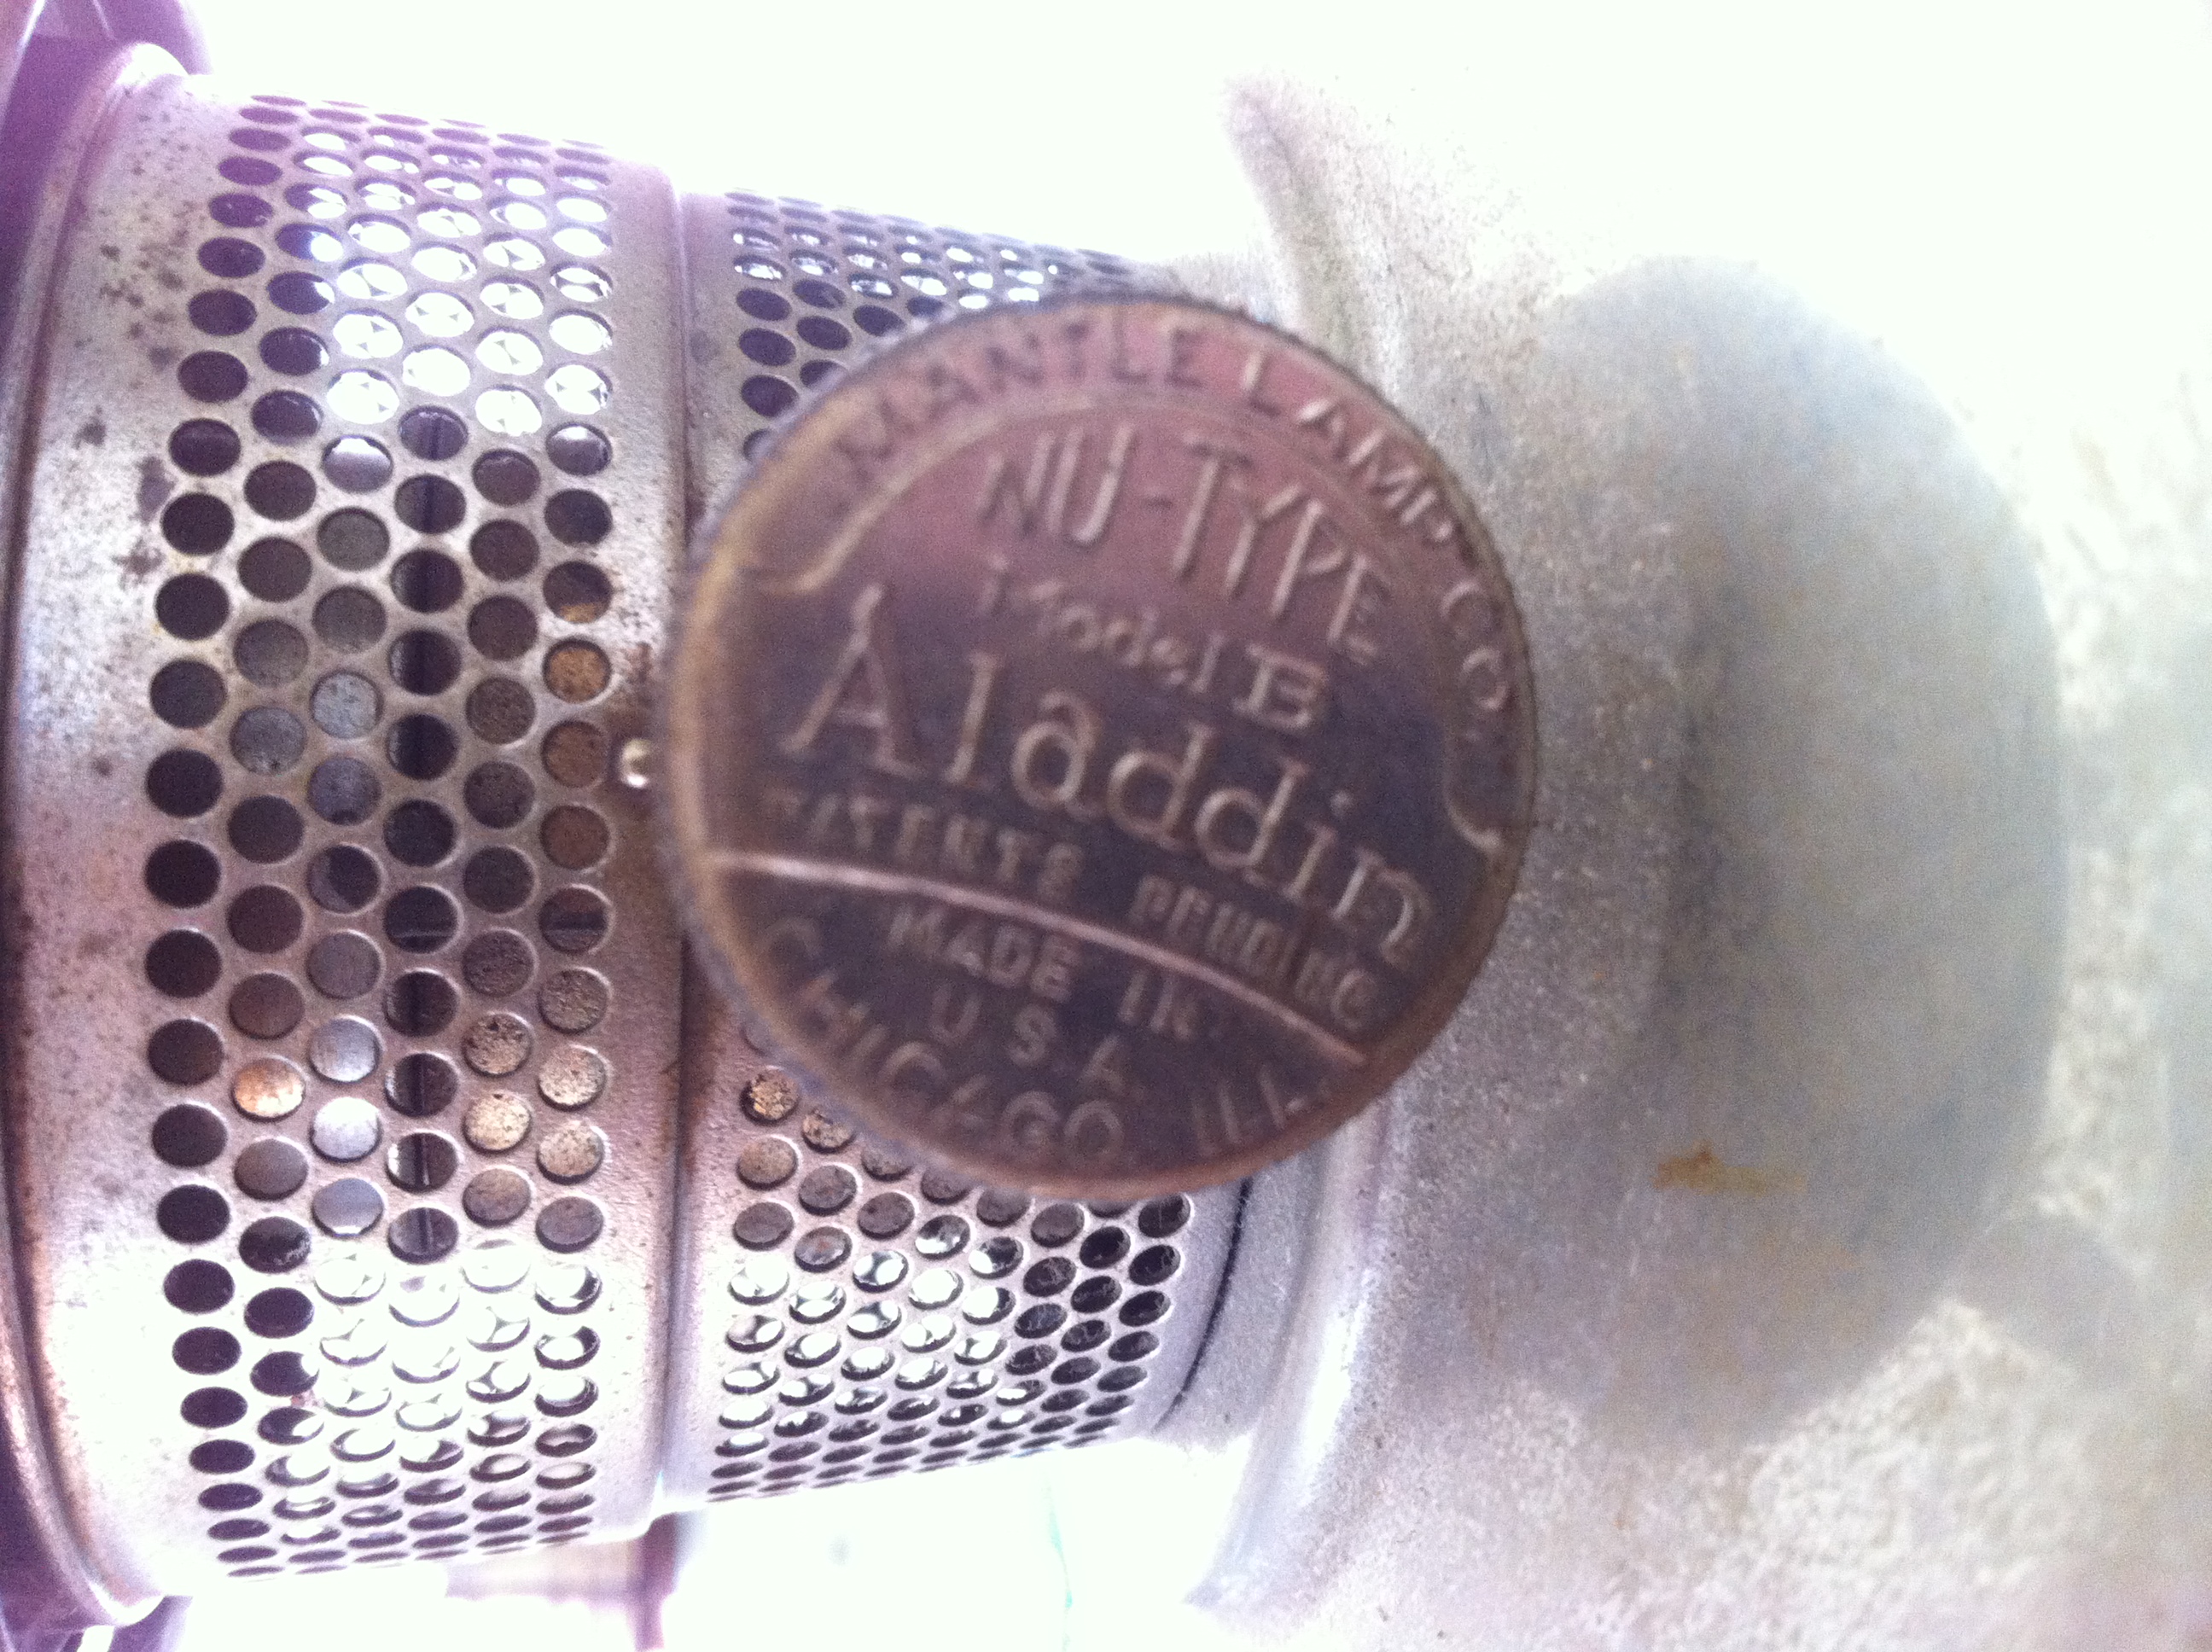 MANTLE LAMP CO.
NU-TYPE
Model B
Aladdin
PATENTS PENDING
MADE IN
U.S.A.
CHICAGO ILL.